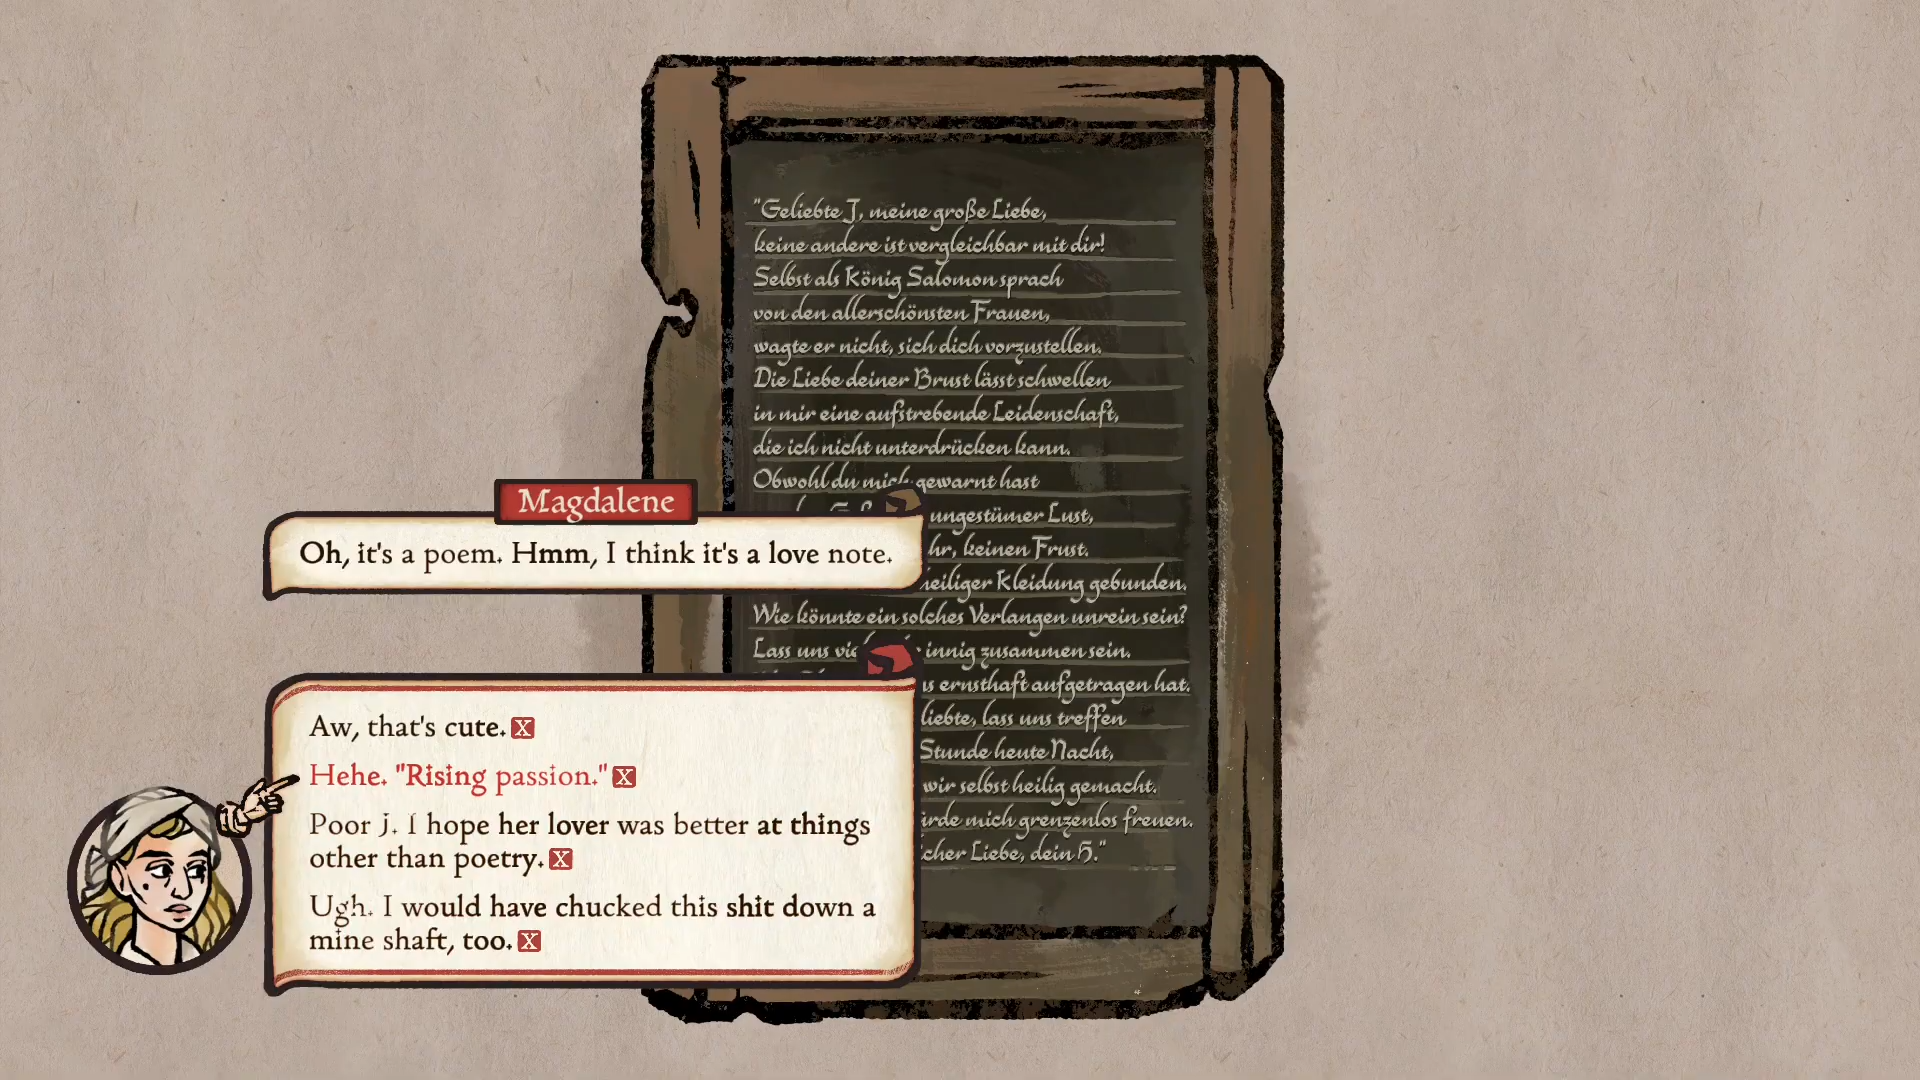 "Geliebte J, meine große Liebe,
keine andere ist vergleichbar mit dir!
Selbst als König Salomon sprach
von den allerschönsten Frauen,
wagte er nicht, sich dich vorzustellen.
Die Liebe deiner Brust lässt schwellen
in mir eine aufstrebende Leidenschaft,
die ich nicht unterdrücken kann.
Obwohl du mich gewarnt hast
ungestümer Lust,
keinen Frust.
heiliger Kleidung gebunden.
Wie könnte ein solches Verlangen unrein sein?
Lass uns innig zusammen sein.
ernsthaft aufgetragen hat.
lass uns treffen
Stunde heute Nacht,
wir selbst heilig gemacht.
mich grenzenlos freuen.
Liebe, dein H."
Magdalene
Oh, it's a poem. Hmm, I think it's a love note.
Aw, that's cute. X
Hehe. "Rising passion." X
Poor J. I hope her lover was better at things
other than poetry. X
Ugh. I would have chucked this shit down a
mine shaft, too. X